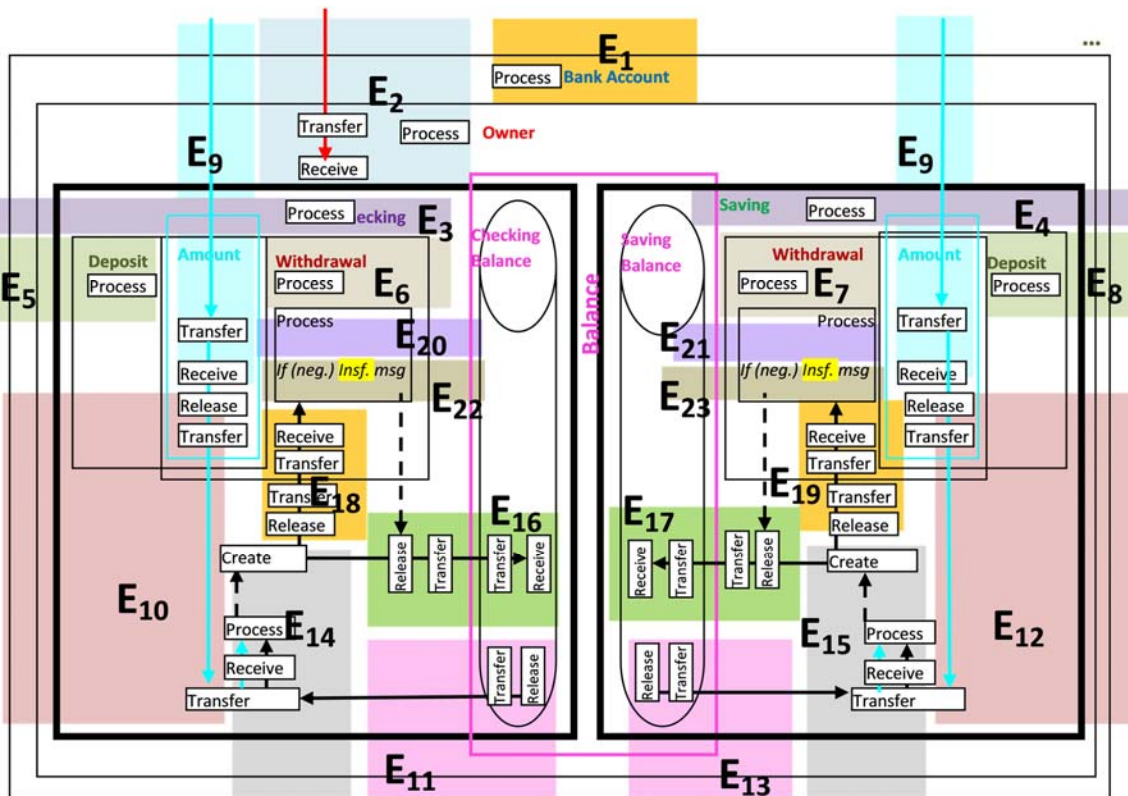 ...
E1
Process Bank Account
E2
Transfer
Process Owner
Receive
E9
E9
Process ecking
E3
Saving
Process
E4
Deposit
Amount
Withdrawal
Checking
Balance
Saving
Balance
Balance
Withdrawal
Amount
Deposit
E5
Process
Process
E6
Process
E7
Process
E8
Transfer
Process
E20
E21
Process
Transfer
Receive
If (neg.) Insf. msg
E22
E23
If (neg.) Insf. msg
Receive
Release
Release
Transfer
Receive
Receive
Transfer
Transfer
Transfer
Transfer
E18
E19
Transfer
Release
Release
E16
E17
Create
Release
Transfer
Transfer
Receive
Receive
Transfer
Transfer
Release
Create
E10
Process
E14
E15
Process
E12
Receive
Receive
Transfer
Transfer
Release
Release
Transfer
Transfer
E11
E13